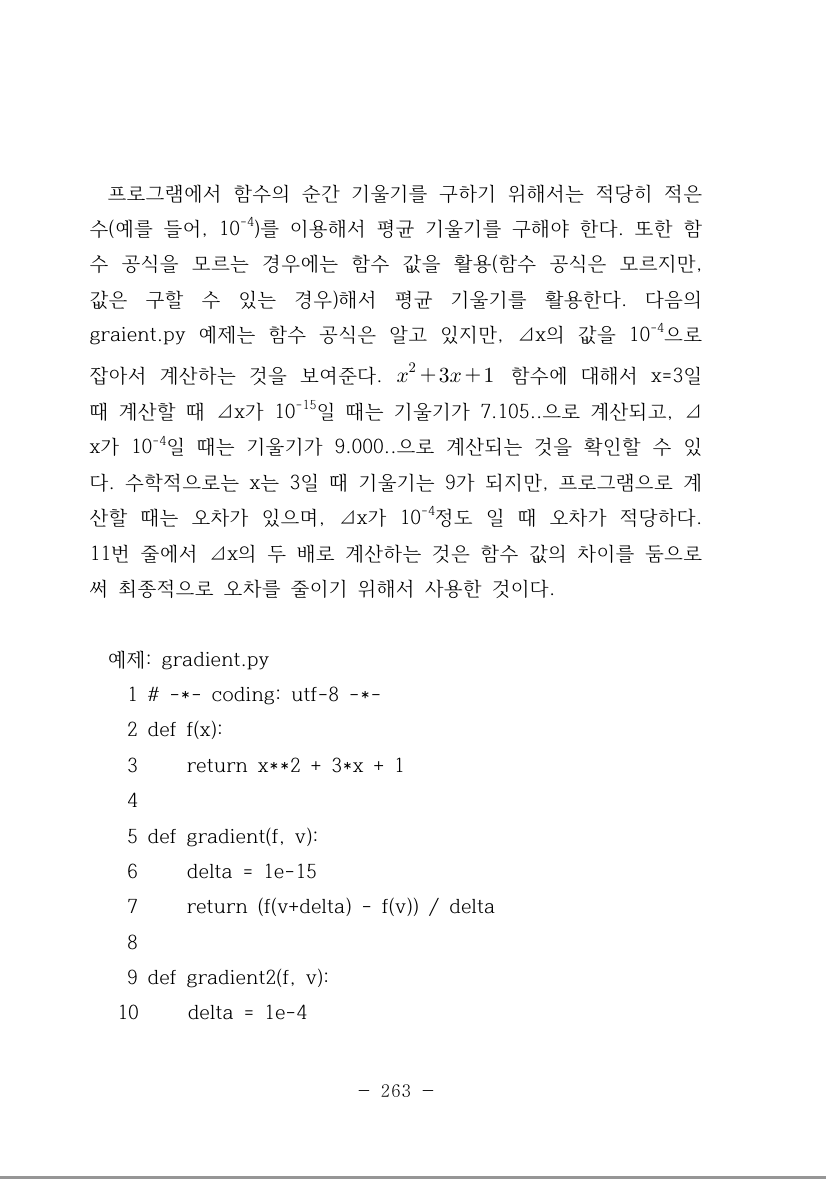 프로그램에서 함수의 순간 기울기를 구하기 위해서는 적당히 적은
수(예를 들어, 10⁻⁴)를 이용해서 평균 기울기를 구해야 한다. 또한 함
수 공식을 모르는 경우에는 함수 값을 활용(함수 공식은 모르지만,
값은 구할 수 있는 경우)해서 평균 기울기를 활용한다. 다음의
graient.py 예제는 함수 공식은 알고 있지만, ⊿x의 값을 10⁻⁴으로
잡아서 계산하는 것을 보여준다. x²+3x+1 함수에 대해서 x=3일
때 계산할 때 ⊿x가 10⁻¹⁵일 때는 기울기가 7.105..으로 계산되고, ⊿
x가 10⁻⁴일 때는 기울기가 9.000..으로 계산되는 것을 확인할 수 있
다. 수학적으로는 x는 3일 때 기울기는 9가 되지만, 프로그램으로 계
산할 때는 오차가 있으며, ⊿x가 10⁻⁴정도 일 때 오차가 적당하다.
11번 줄에서 ⊿x의 두 배로 계산하는 것은 함수 값의 차이를 둠으로
써 최종적으로 오차를 줄이기 위해서 사용한 것이다.
예제: gradient.py
1 # -*- coding: utf-8 -*-
2 def f(x):
3     return x**2 + 3*x + 1
4
5 def gradient(f, v):
6     delta = 1e-15
7     return (f(v+delta) - f(v)) / delta
8
9 def gradient2(f, v):
10     delta = 1e-4
- 263 -